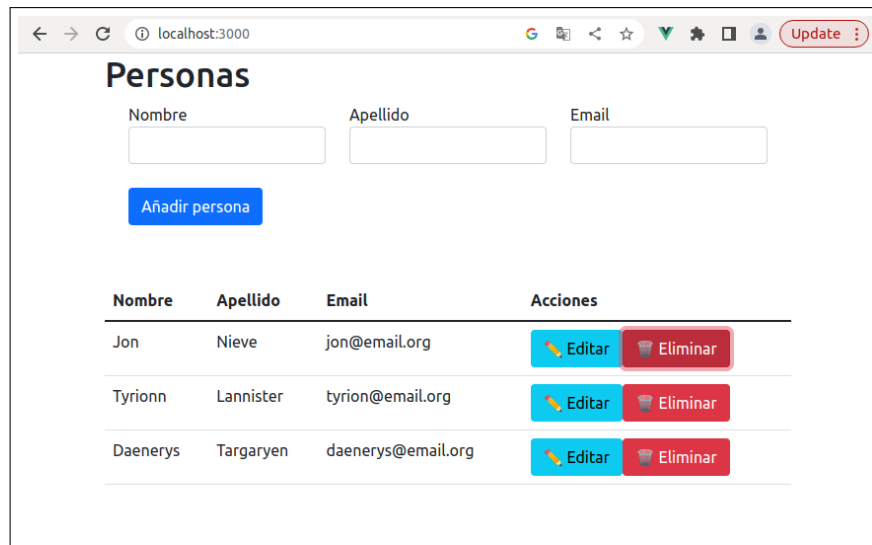 localhost:3000 Update
Personas
Nombre Apellido Email
Añadir persona
Nombre Apellido Email Acciones
Jon Nieve jon@email.org Editar Eliminar
Tyrionn Lannister tyrion@email.org Editar Eliminar
Daenerys Targaryen daenerys@email.org Editar Eliminar